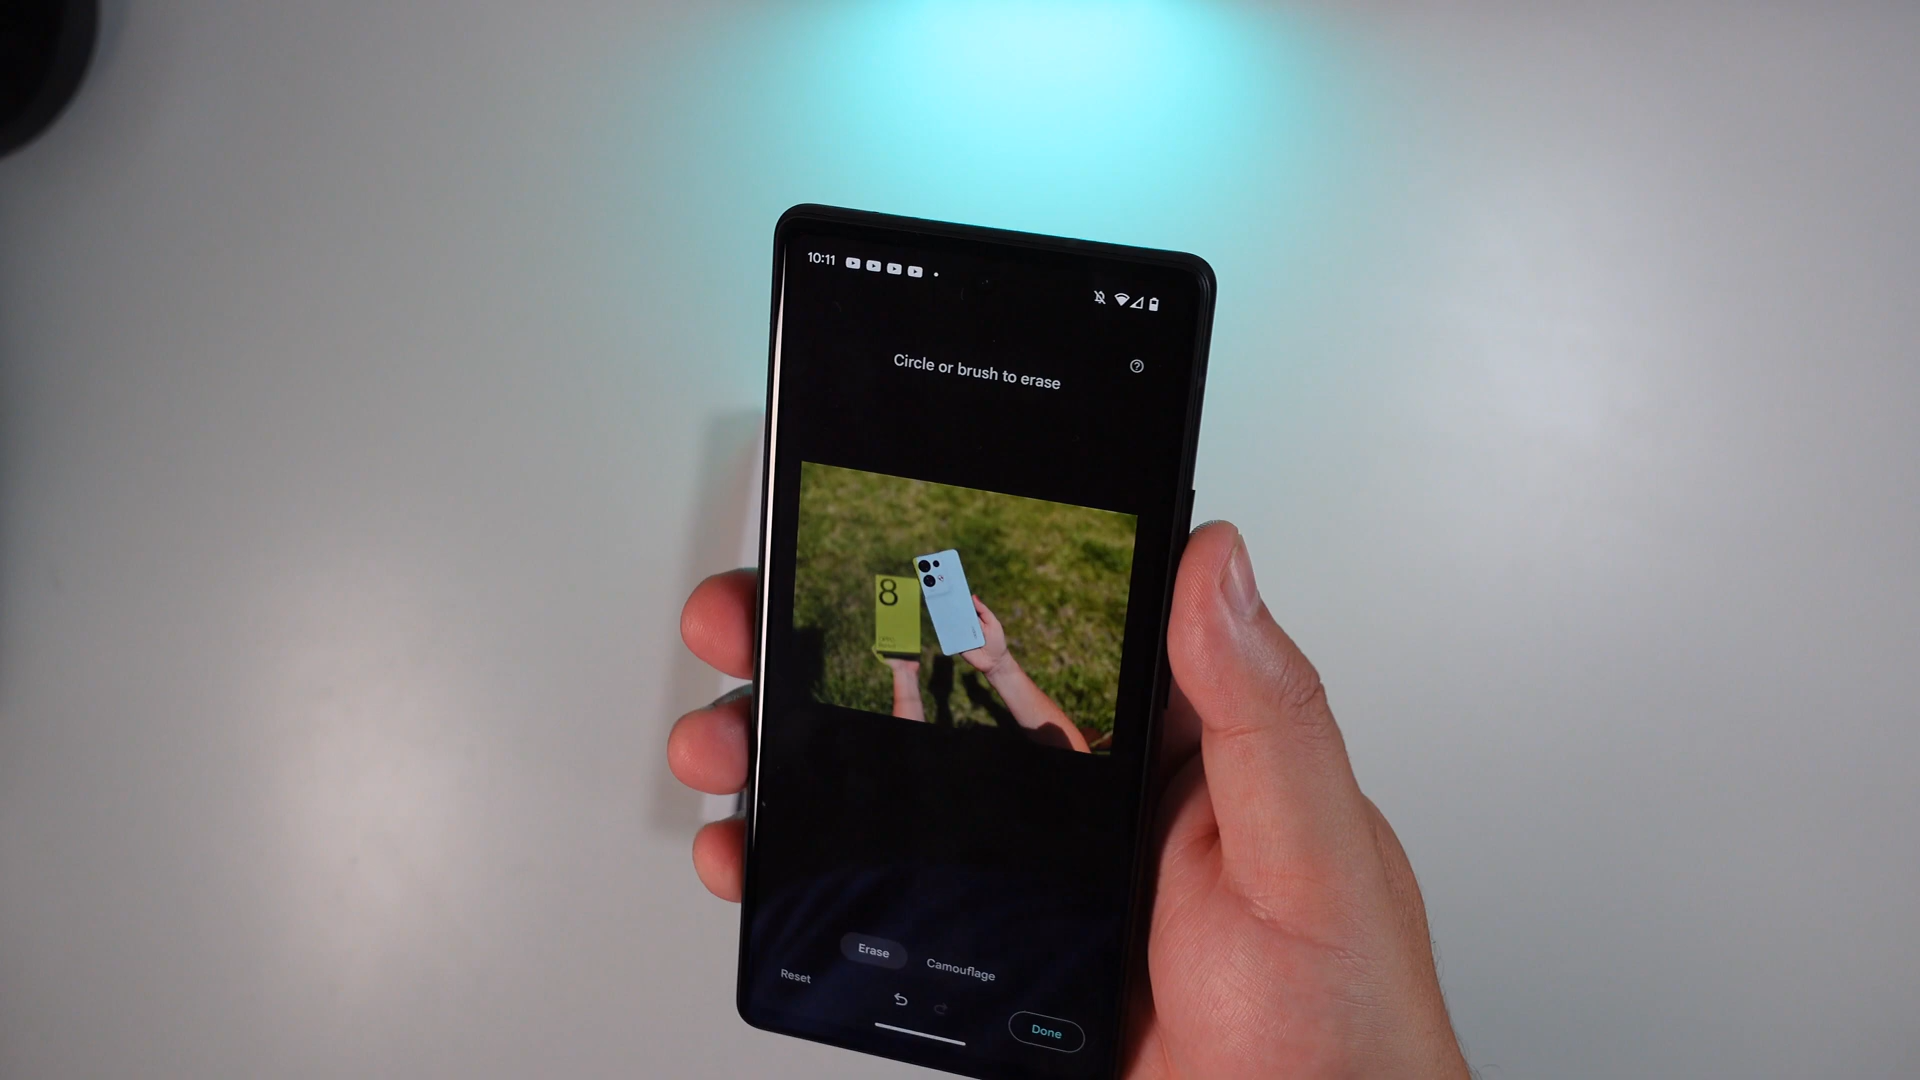 10:11
Circle or brush to erase
8
Erase
Camouflage
Reset
Done